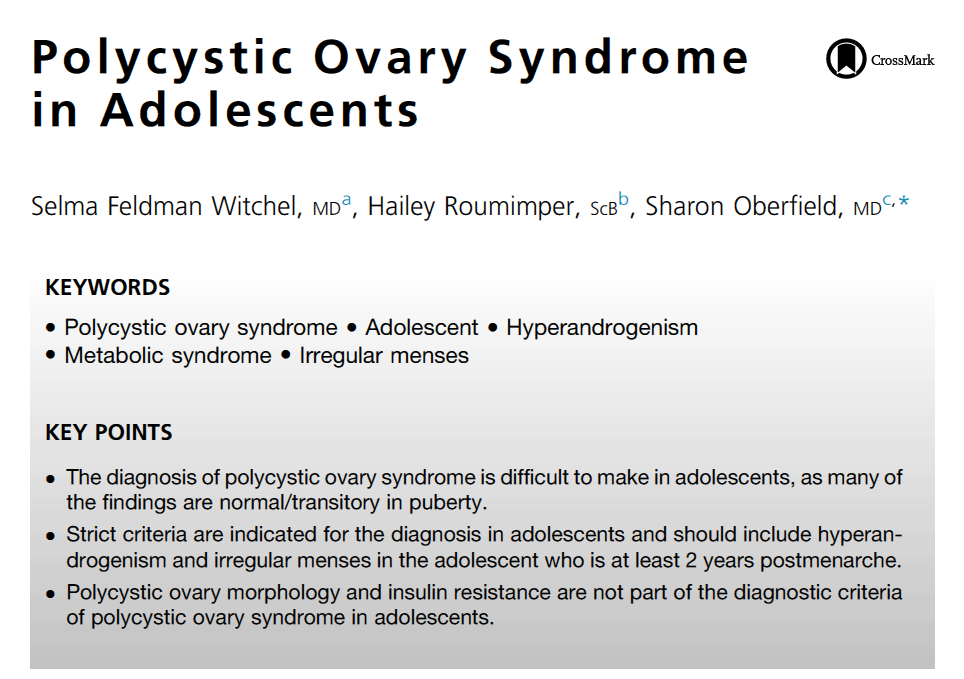 Polycystic Ovary Syndrome
in Adolescents
CrossMark
Selma Feldman Witchel, MDa, Hailey Roumimper, ScBb, Sharon Oberfield, MDc,*
KEYWORDS
• Polycystic ovary syndrome • Adolescent • Hyperandrogenism
• Metabolic syndrome • Irregular menses
KEY POINTS
• The diagnosis of polycystic ovary syndrome is difficult to make in adolescents, as many of
the findings are normal/transitory in puberty.
• Strict criteria are indicated for the diagnosis in adolescents and should include hyperan-
drogenism and irregular menses in the adolescent who is at least 2 years postmenarche.
• Polycystic ovary morphology and insulin resistance are not part of the diagnostic criteria
of polycystic ovary syndrome in adolescents.